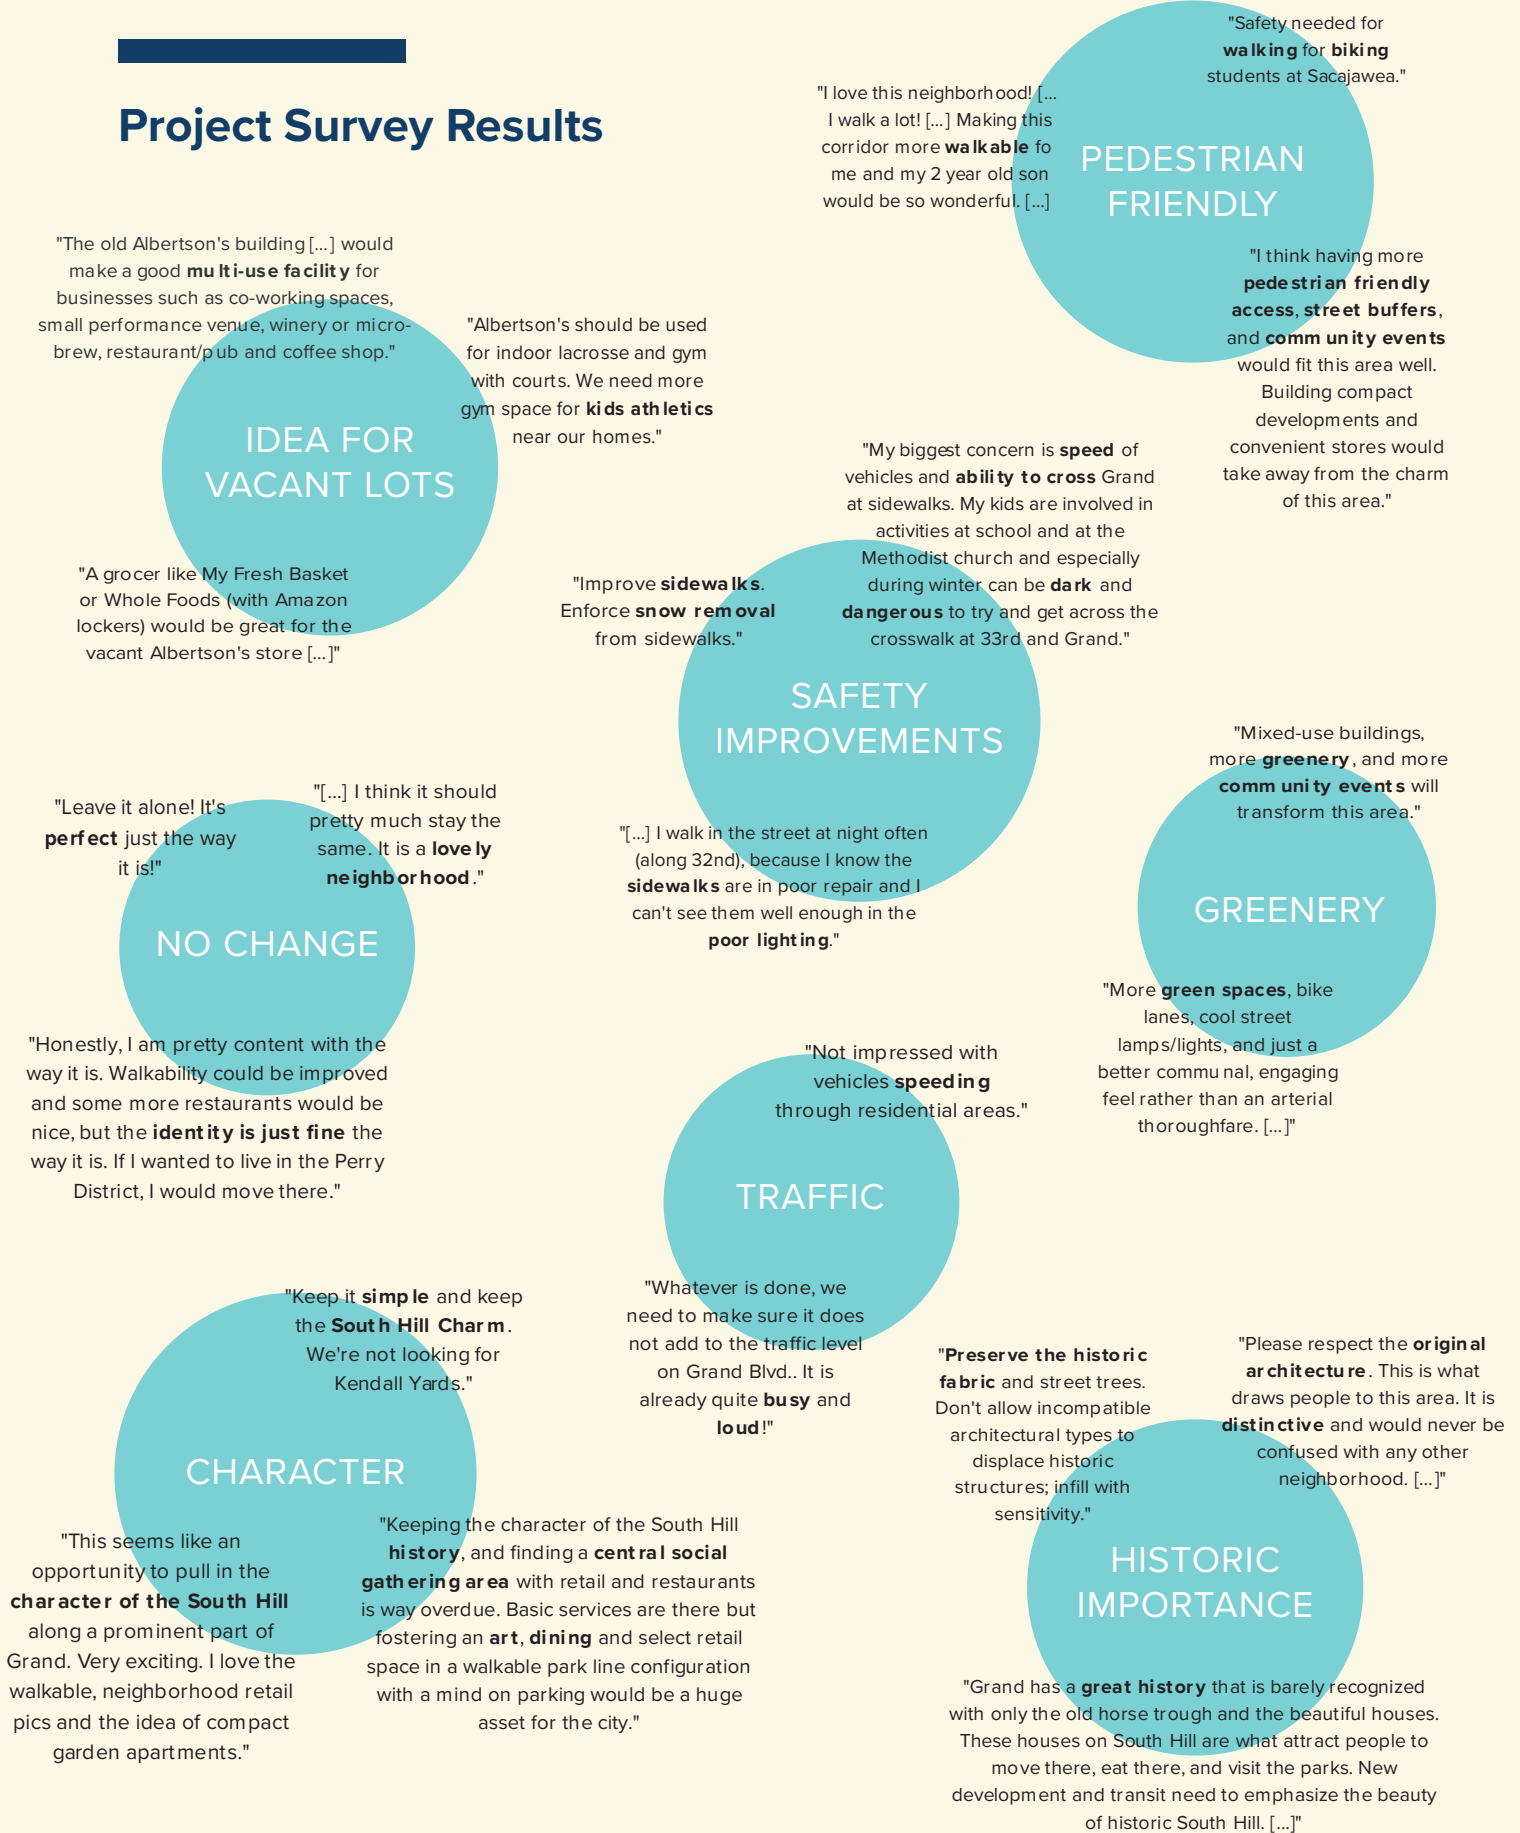 Project Survey Results
"Safety needed for
walking for biking
students at Sacajawea."
"I love this neighborhood! [...
I walk a lot! [...] Making this
corridor more walkable fo
me and my 2 year old son
would be so wonderful. [...]
PEDESTRIAN
FRIENDLY
"I think having more
pedestrian friendly
access, street buffers,
and community events
would fit this area well.
Building compact
developments and
convenient stores would
take away from the charm
of this area."
"The old Albertson's building [...] would
make a good multi-use facility for
businesses such as co-working spaces,
small performance venue, winery or micro-
brew, restaurant/pub and coffee shop."
"Albertson's should be used
for indoor lacrosse and gym
with courts. We need more
gym space for kids athletics
near our homes."
IDEA FOR
VACANT LOTS
"A grocer like My Fresh Basket
or Whole Foods (with Amazon
lockers) would be great for the
vacant Albertson's store [...]"
"My biggest concern is speed of
vehicles and ability to cross Grand
at sidewalks. My kids are involved in
activities at school and at the
Methodist church and especially
during winter can be dark and
dangerous to try and get across the
crosswalk at 33rd and Grand."
"Improve sidewalks.
Enforce snow removal
from sidewalks."
SAFETY
IMPROVEMENTS
"[...] I walk in the street at night often
(along 32nd), because I know the
sidewalks are in poor repair and I
can't see them well enough in the
poor lighting."
"Mixed-use buildings,
more greenery, and more
community events will
transform this area."
GREENERY
"More green spaces, bike
lanes, cool street
lamps/lights, and just a
better communal, engaging
feel rather than an arterial
thoroughfare. [...]"
"Leave it alone! It's
perfect just the way
it is!"
"[...] I think it should
pretty much stay the
same. It is a lovely
neighborhood."
NO CHANGE
"Honestly, I am pretty content with the
way it is. Walkability could be improved
and some more restaurants would be
nice, but the identity is just fine the
way it is. If I wanted to live in the Perry
District, I would move there."
"Not impressed with
vehicles speeding
through residential areas."
TRAFFIC
"Whatever is done, we
need to make sure it does
not add to the traffic level
on Grand Blvd.. It is
already quite busy and
loud!"
"Keep it simple and keep
the South Hill Charm.
We're not looking for
Kendall Yards."
CHARACTER
"This seems like an
opportunity to pull in the
character of the South Hill
along a prominent part of
Grand. Very exciting. I love the
walkable, neighborhood retail
pics and the idea of compact
garden apartments."
"Keeping the character of the South Hill
history, and finding a central social
gathering area with retail and restaurants
is way overdue. Basic services are there but
fostering an art, dining and select retail
space in a walkable park line configuration
with a mind on parking would be a huge
asset for the city."
"Preserve the historic
fabric and street trees.
Don't allow incompatible
architectural types to
displace historic
structures; infill with
sensitivity."
"Please respect the original
architecture. This is what
draws people to this area. It is
distinctive and would never be
confused with any other
neighborhood. [...]"
HISTORIC
IMPORTANCE
"Grand has a great history that is barely recognized
with only the old horse trough and the beautiful houses.
These houses on South Hill are what attract people to
move there, eat there, and visit the parks. New
development and transit need to emphasize the beauty
of historic South Hill. [...]"